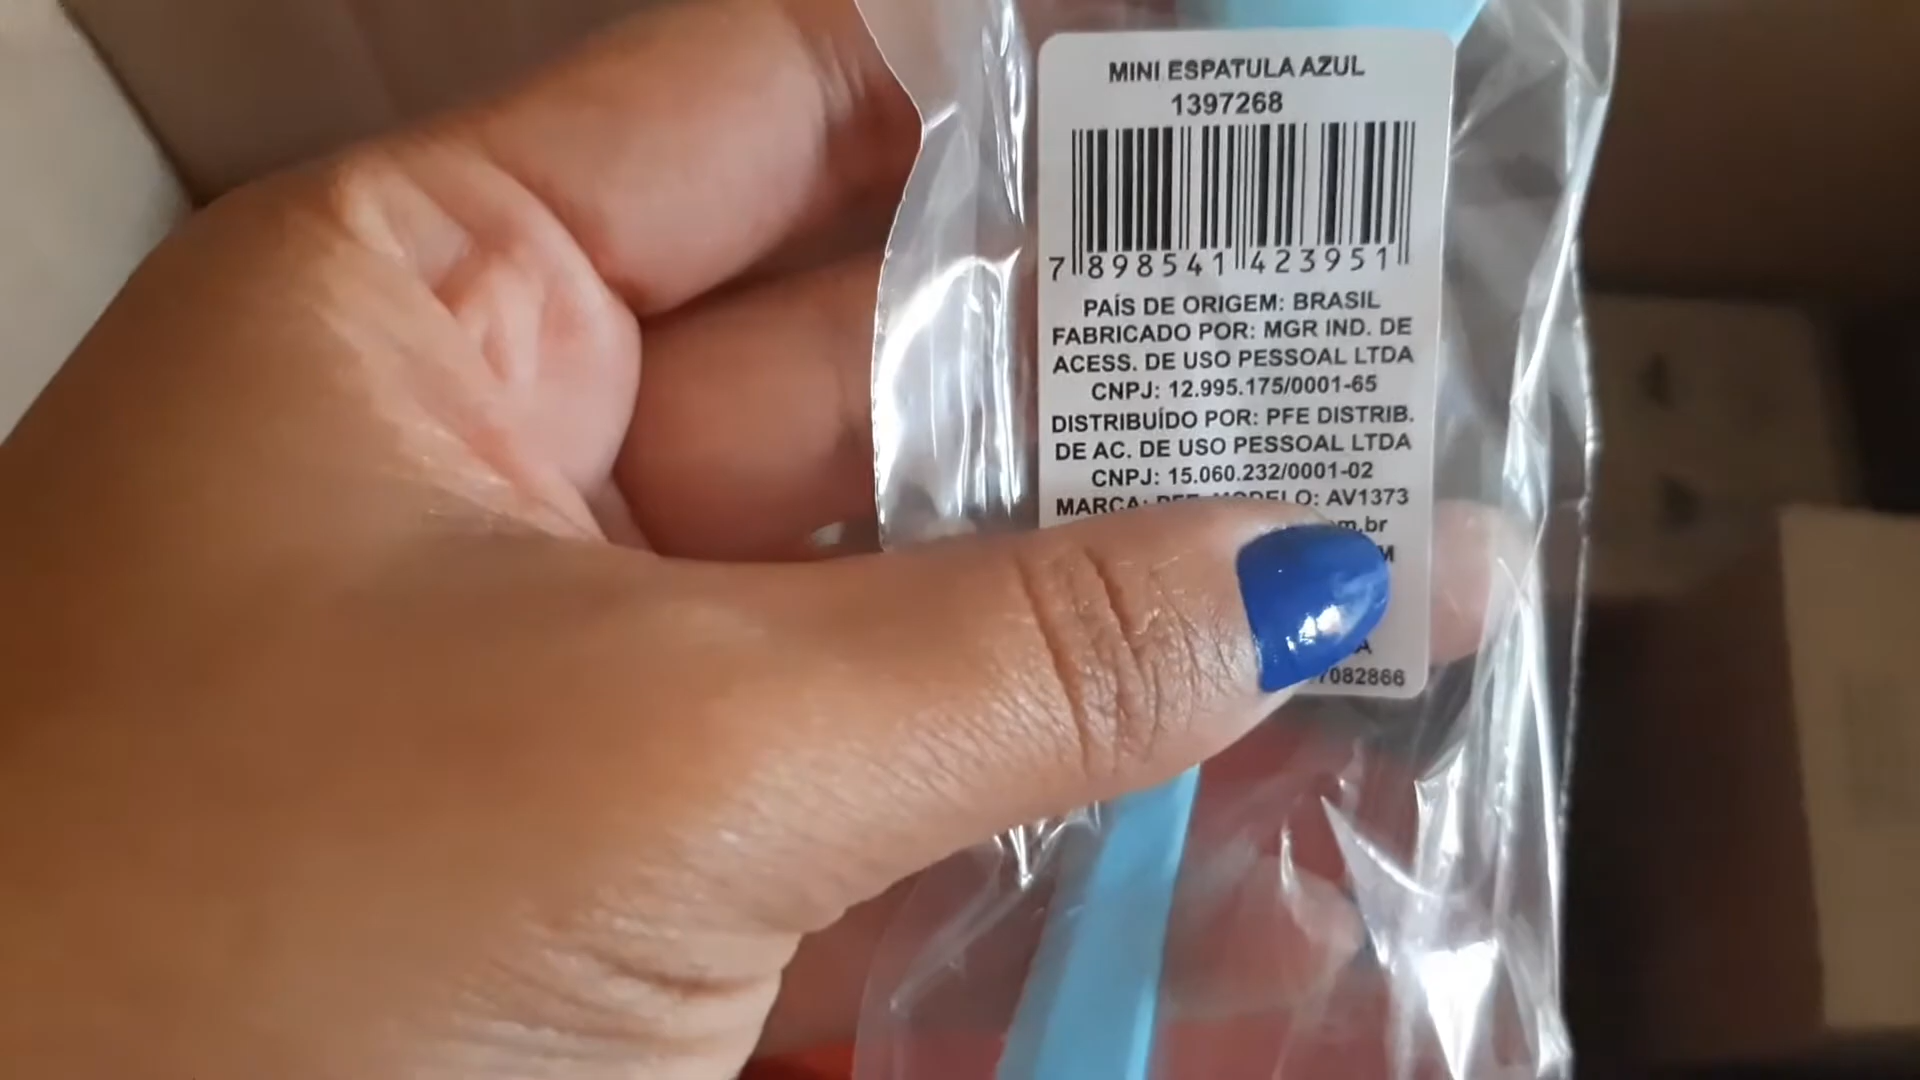 MINI ESPATULA AZUL
1397268
7 898541 423951
PAÍS DE ORIGEM: BRASIL
FABRICADO POR: MGR IND. DE
ACESS. DE USO PESSOAL LTDA
CNPJ: 12.995.175/0001-65
DISTRIBUÍDO POR: PFE DISTRIB.
DE AC. DE USO PESSOAL LTDA
CNPJ: 15.060.232/0001-02
MARCA: AV1373